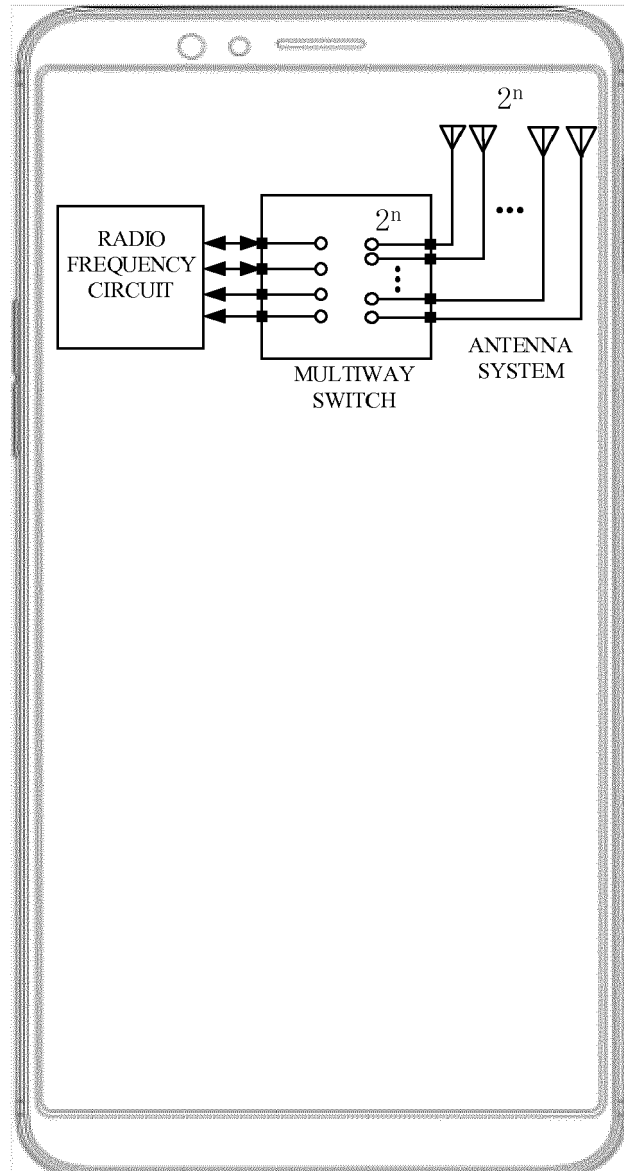 2ⁿ
2ⁿ
RADIO
FREQUENCY
CIRCUIT
MULTIWAY
SWITCH
ANTENNA
SYSTEM